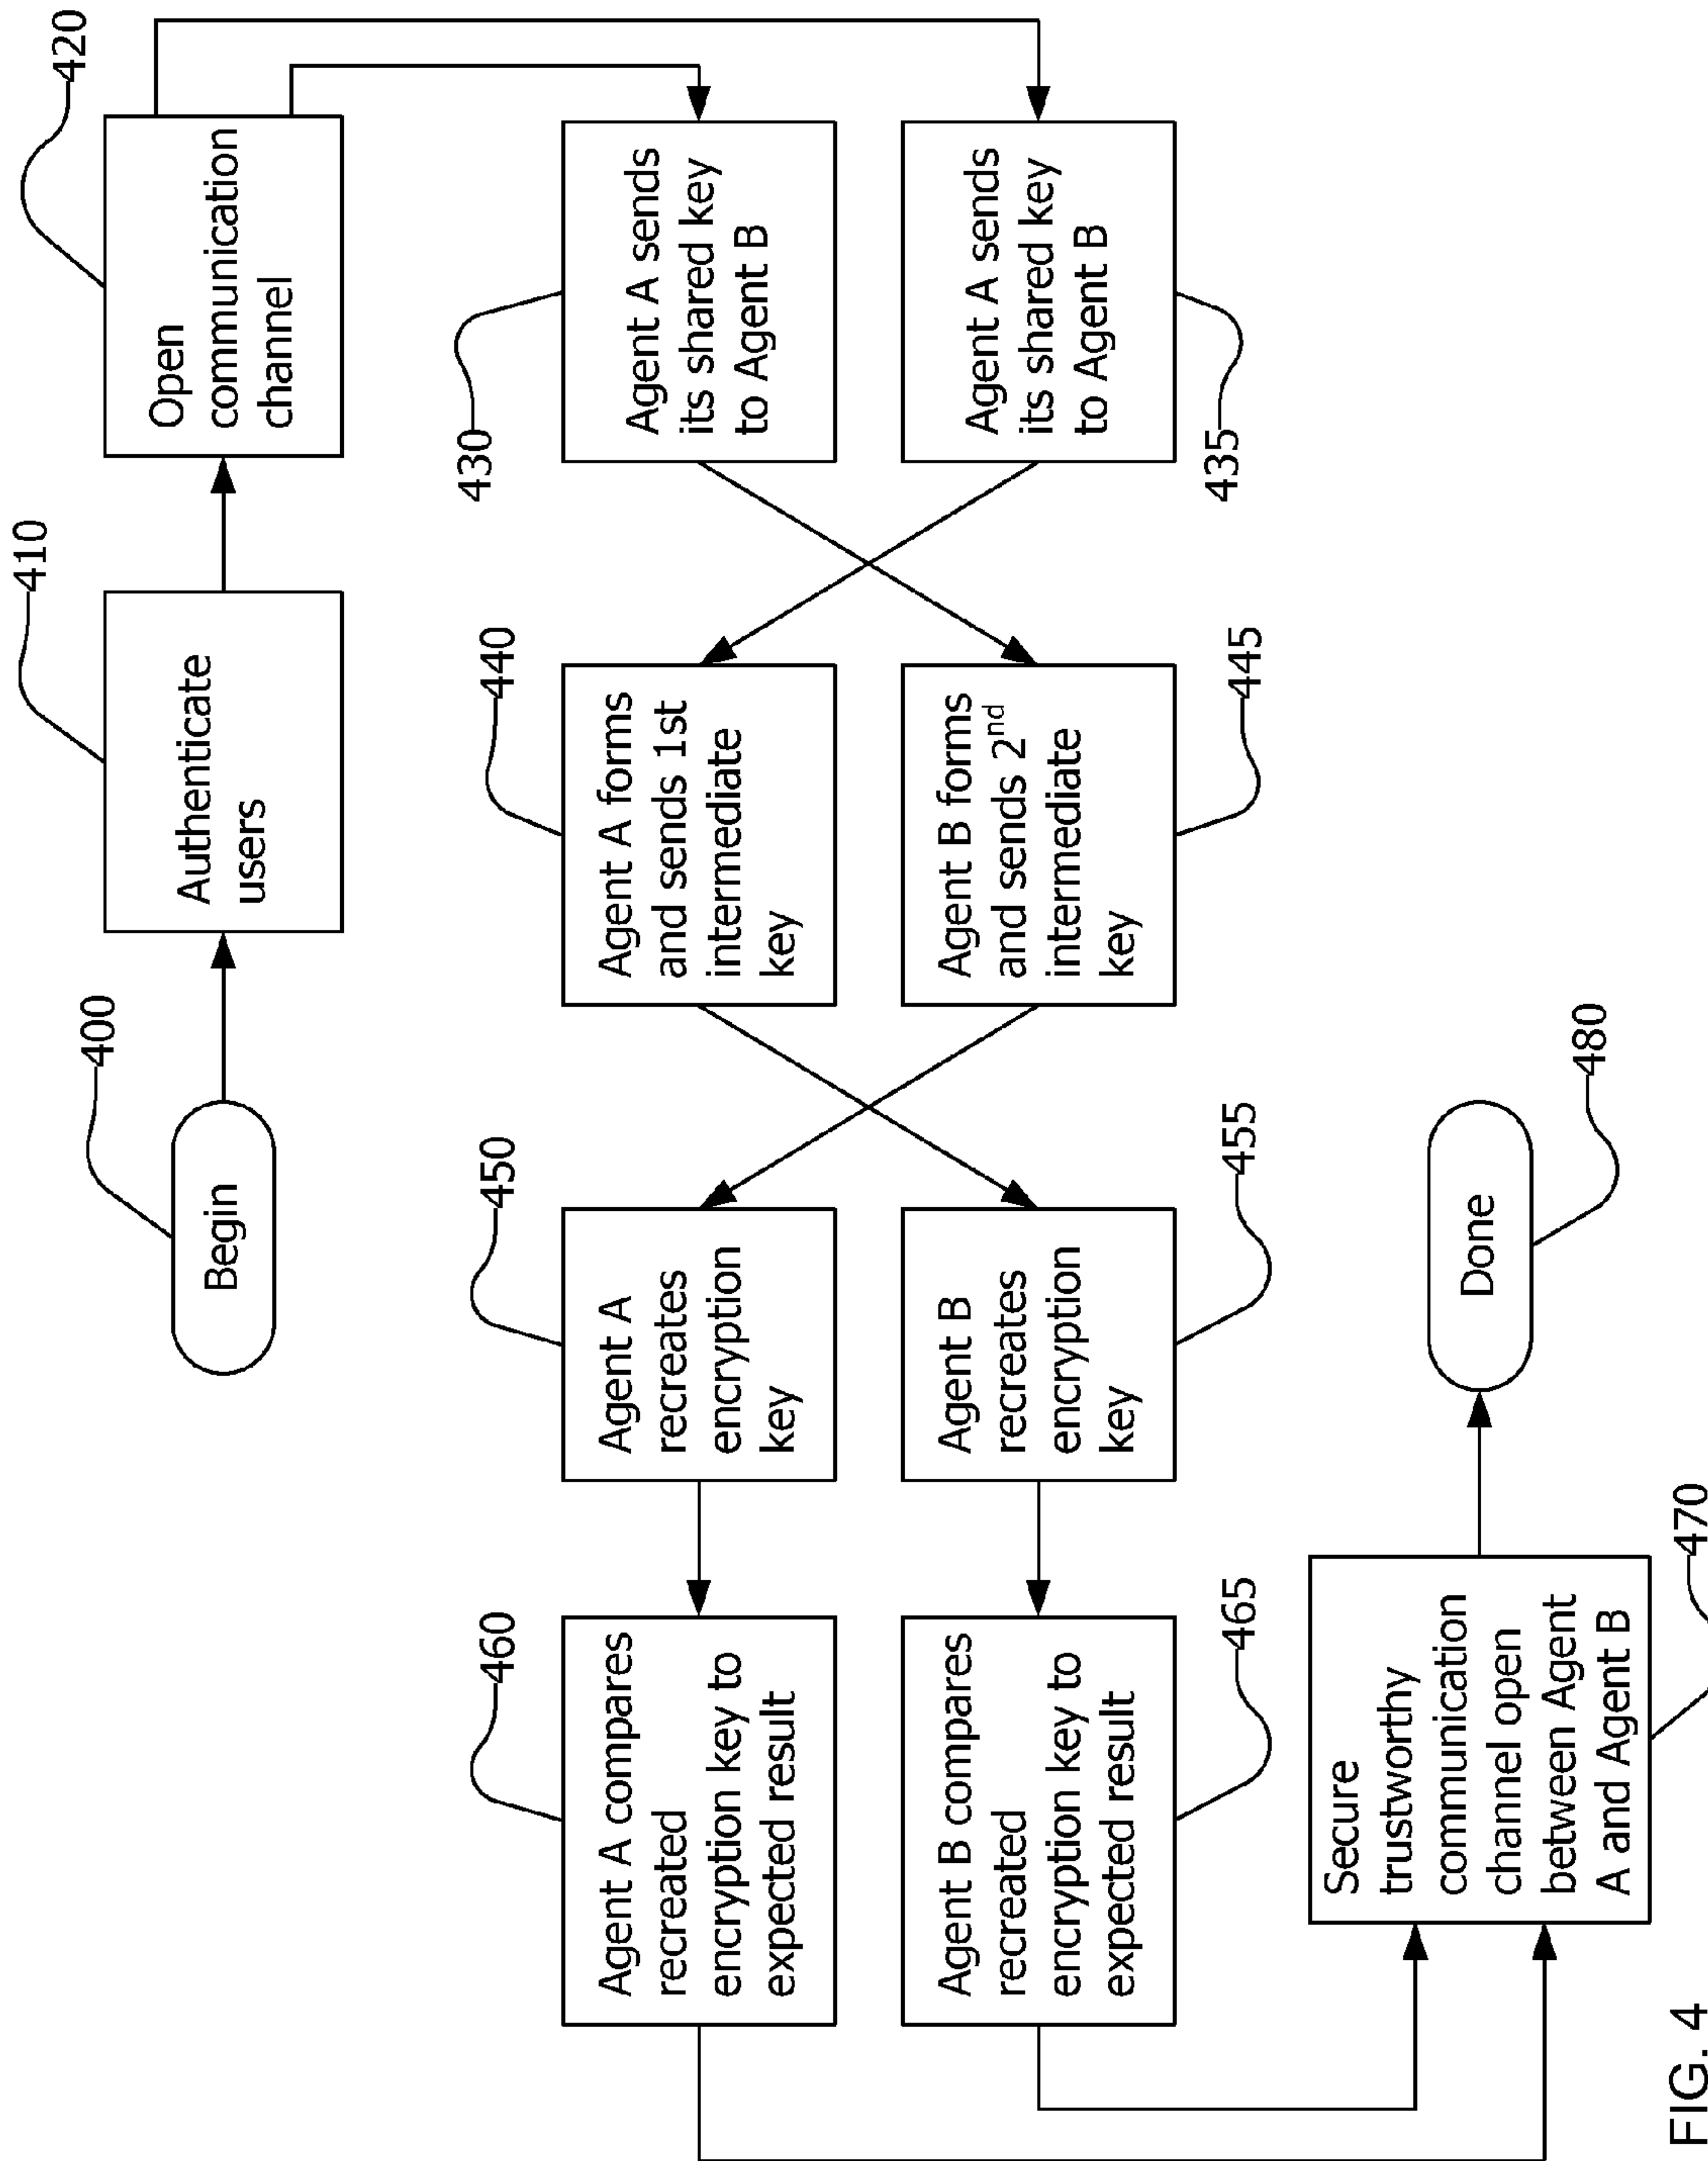 400
Begin
410
Authenticate
users
420
Open
communication
channel
430
Agent A sends
its shared key
to Agent B
435
Agent A sends
its shared key
to Agent B
440
Agent A forms
and sends 1st
intermediate
key
445
Agent B forms
and sends 2nd
intermediate
key
450
Agent A
recreates
encryption
key
455
Agent B
recreates
encryption
key
460
Agent A compares
recreated
encryption key to
expected result
465
Agent B compares
recreated
encryption key to
expected result
470
Secure
trustworthy
communication
channel open
between Agent
A and Agent B
480
Done
FIG. 4